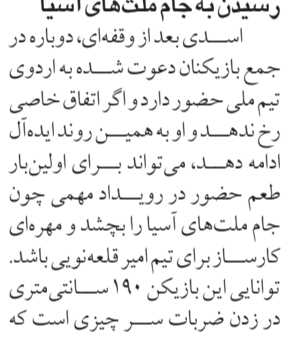 رسیدن به جام ملت‌های آسیا
اسدی بعد از وقفه‌ای، دوباره در
جمع بازیکنان دعوت شده به اردوی
تیم ملی حضور دارد و اگر اتفاق خاصی
رخ ندهد و او به همین روند ایده‌آل
ادامه دهد، می‌تواند برای اولین‌بار
طعم حضور در رویداد مهمی چون
جام ملت‌های آسیا را بچشد و مهره‌ای
کارساز برای تیم امیر قلعه‌نویی باشد.
توانایی این بازیکن ۱۹۰ سانتی‌متری
در زدن ضربات سر چیزی است که